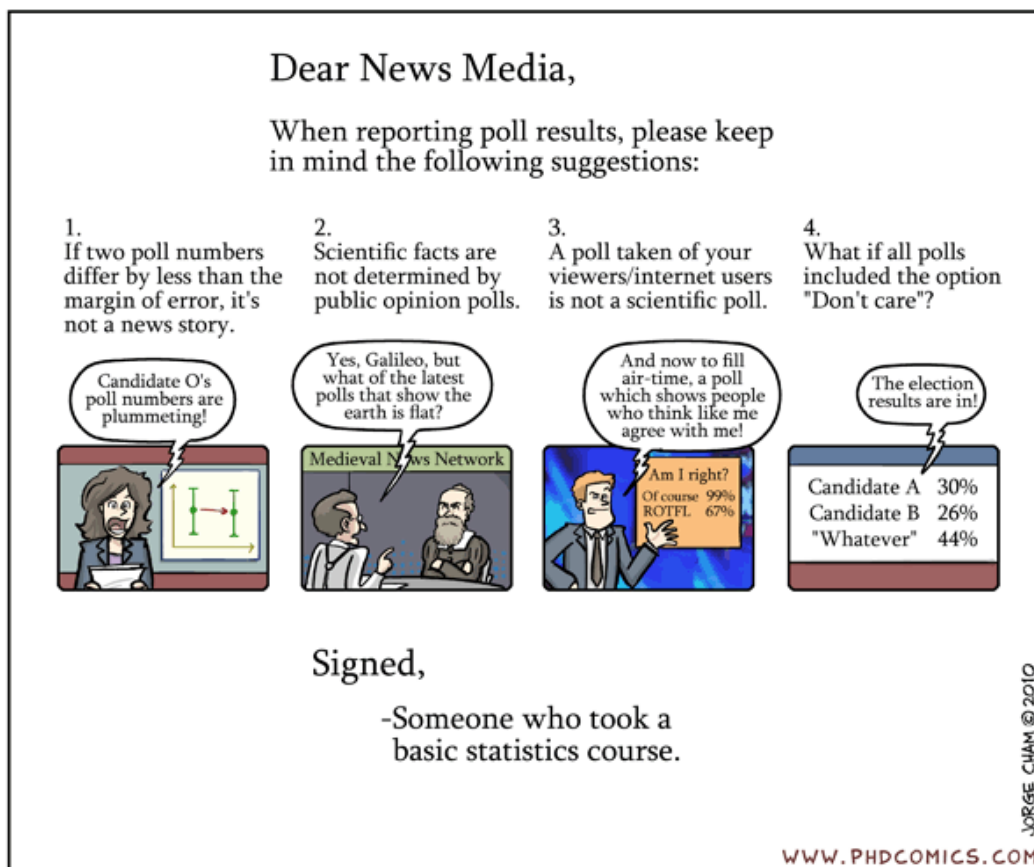 Dear News Media,
When reporting poll results, please keep
in mind the following suggestions:
1.
If two poll numbers
differ by less than the
margin of error, it's
not a news story.
Candidate O's
poll numbers are
plummeting!
2.
Scientific facts are
not determined by
public opinion polls.
Yes, Galileo, but
what of the latest
polls that show the
earth is flat?
Medieval News Network
3.
A poll taken of your
viewers/internet users
is not a scientific poll.
And now to fill
air-time, a poll
which shows people
who think like me
agree with me!
Am I right?
Of course 99%
ROTFL 67%
4.
What if all polls
included the option
"Don't care"?
The election
results are in!
Candidate A 30%
Candidate B 26%
"Whatever" 44%
Signed,
-Someone who took a
basic statistics course.
JORGE CHAM © 2010
WWW.PHDCOMICS.COM